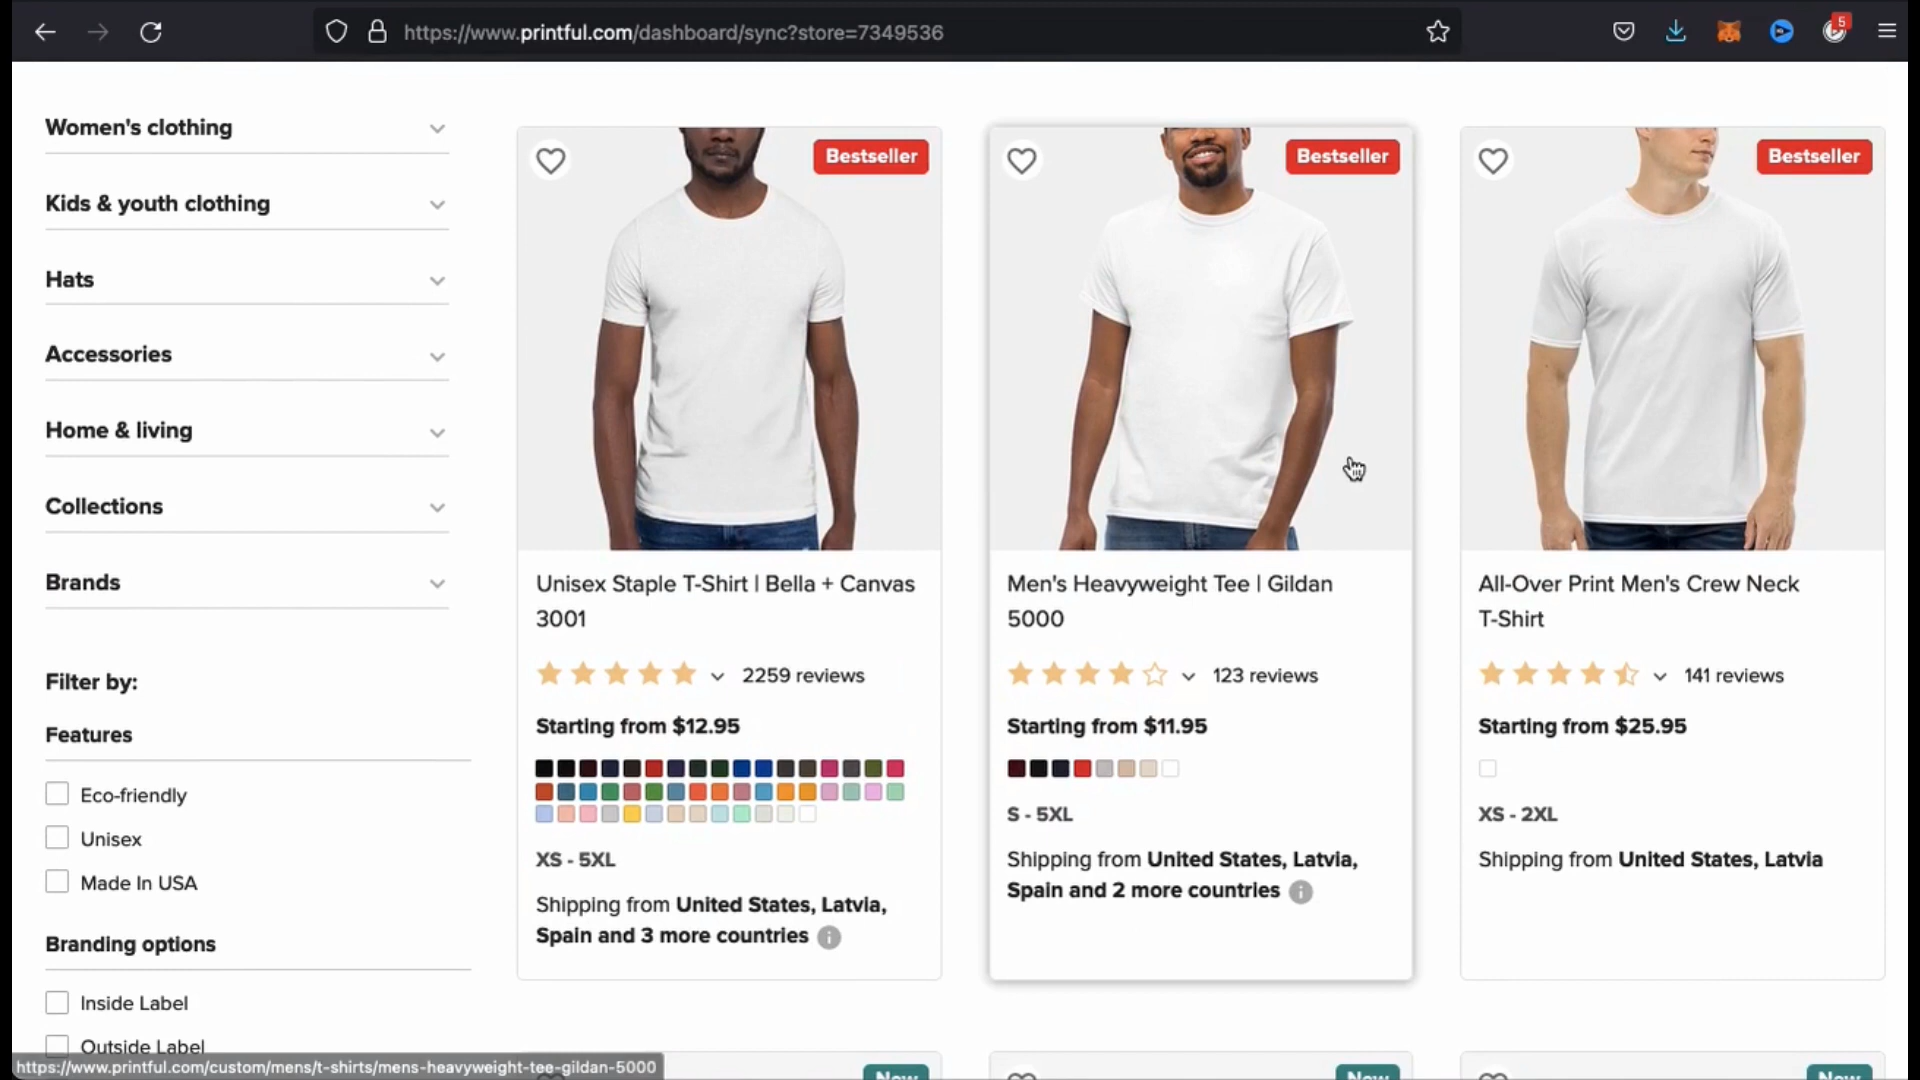 https://www.printful.com/dashboard/sync?store=7349536
5
Women's clothing
Kids & youth clothing
Hats
Accessories
Home & living
Collections
Brands
Filter by:
Features
Eco-friendly
Unisex
Made In USA
Branding options
Inside Label
Outside Label
Bestseller
Unisex Staple T-Shirt | Bella + Canvas
3001
2259 reviews
Starting from $12.95
XS - 5XL
Shipping from United States, Latvia,
Spain and 3 more countries
Bestseller
Men's Heavyweight Tee | Gildan
5000
123 reviews
Starting from $11.95
S - 5XL
Shipping from United States, Latvia,
Spain and 2 more countries
Bestseller
All-Over Print Men's Crew Neck
T-Shirt
141 reviews
Starting from $25.95
XS - 2XL
Shipping from United States, Latvia
New
New
New
https://www.printful.com/custom/mens/t-shirts/mens-heavyweight-tee-gildan-5000